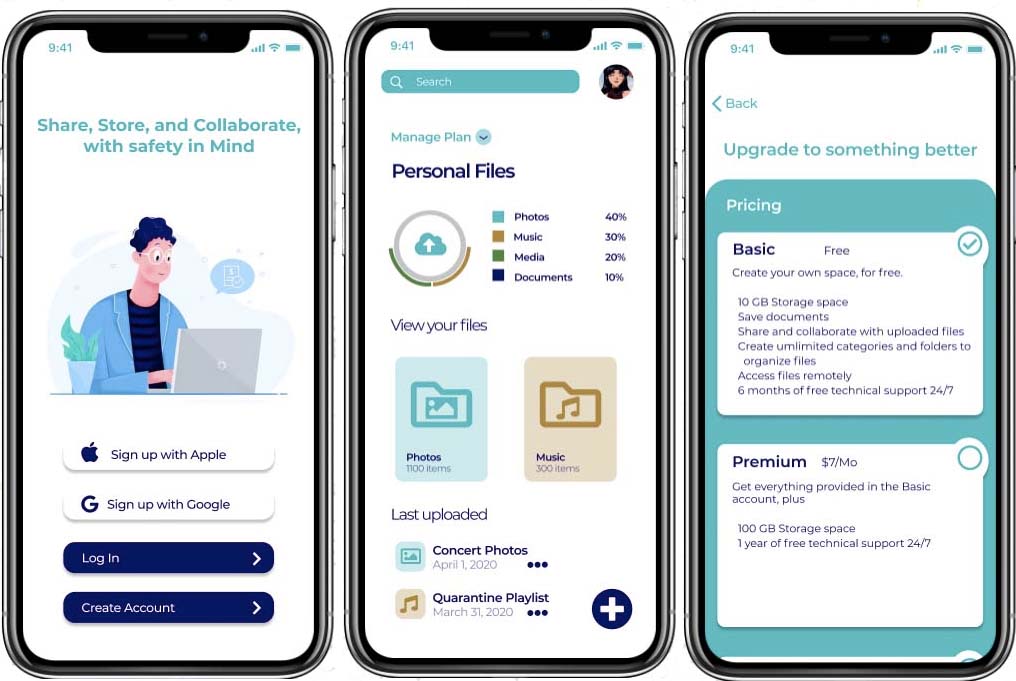 9:41
Share, Store, and Collaborate,
with safety in Mind
Sign up with Apple
Sign up with Google
Log In
Create Account
9:41
Search
Manage Plan
Personal Files
Photos 40%
Music 30%
Media 20%
Documents 10%
View your files
Photos
1100 items
Music
300 items
Last uploaded
Concert Photos
April 1, 2020
Quarantine Playlist
March 31, 2020
9:41
Back
Upgrade to something better
Pricing
Basic Free
Create your own space, for free.
10 GB Storage space
Save documents
Share and collaborate with uploaded files
Create umlimited categories and folders to
organize files
Access files remotely
6 months of free technical support 24/7
Premium $7/Mo
Get everything provided in the Basic
account, plus
100 GB Storage space
1 year of free technical support 24/7